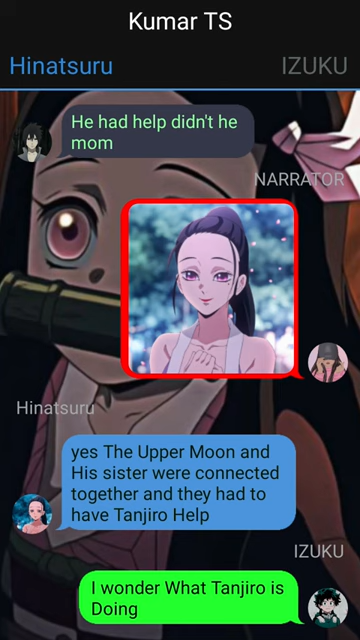 Kumar TS
Hinatsuru
IZUKU
He had help didn't he
mom
NARRATOR
Hinatsuru
yes The Upper Moon and
His sister were connected
together and they had to
have Tanjiro Help
IZUKU
I wonder What Tanjiro is
Doing